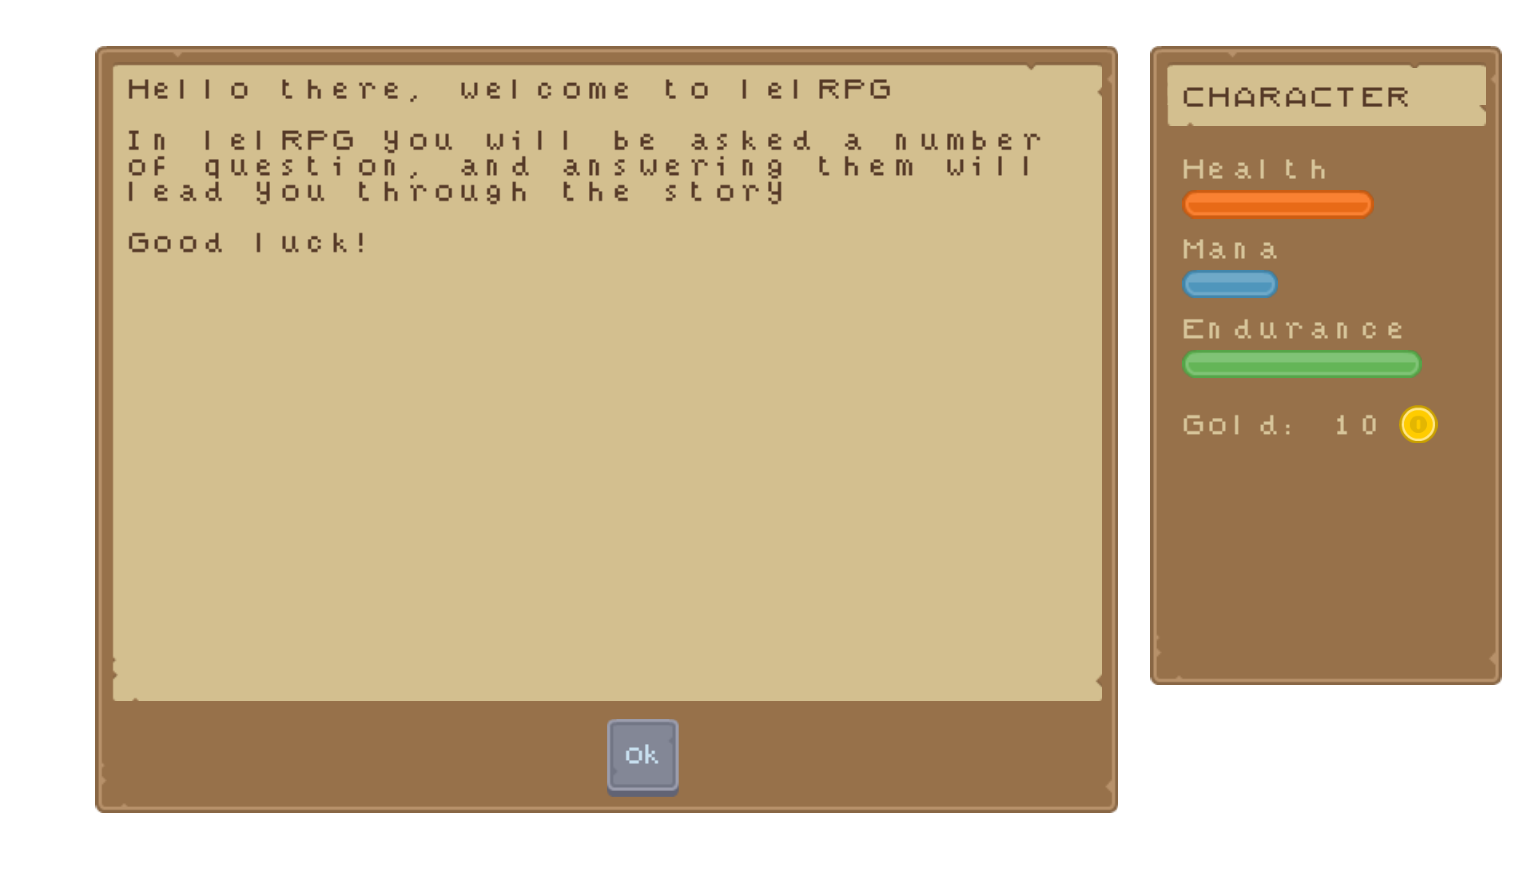 Hello there, welcome to lelRPG
In lelRPG you will be asked a number
of question, and answering them will
lead you through the story
Good luck!
ok
CHARACTER
Health
Mana
Endurance
Gold: 10